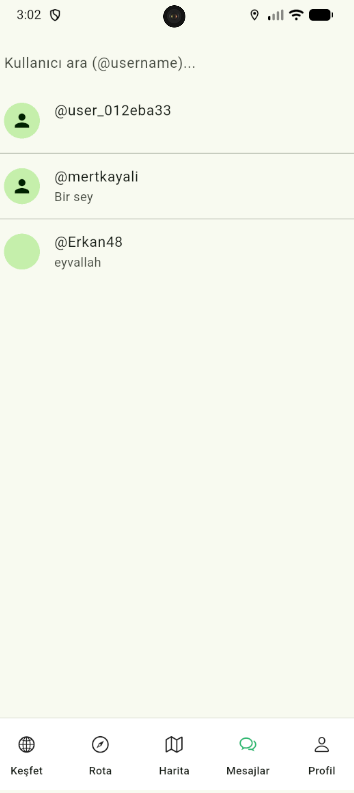 3:02
Kullanıcı ara (@username)...
@user_012eba33
@mertkayali
Bir sey
@Erkan48
eyvallah
Keşfet
Rota
Harita
Mesajlar
Profil